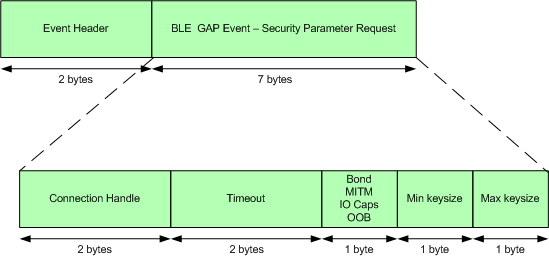 Event Header
BLE GAP Event – Security Parameter Request
2 bytes
7 bytes
Connection Handle
Timeout
Bond
MITM
IO Caps
OOB
Min keysize
Max keysize
2 bytes
2 bytes
1 byte
1 byte
1 byte